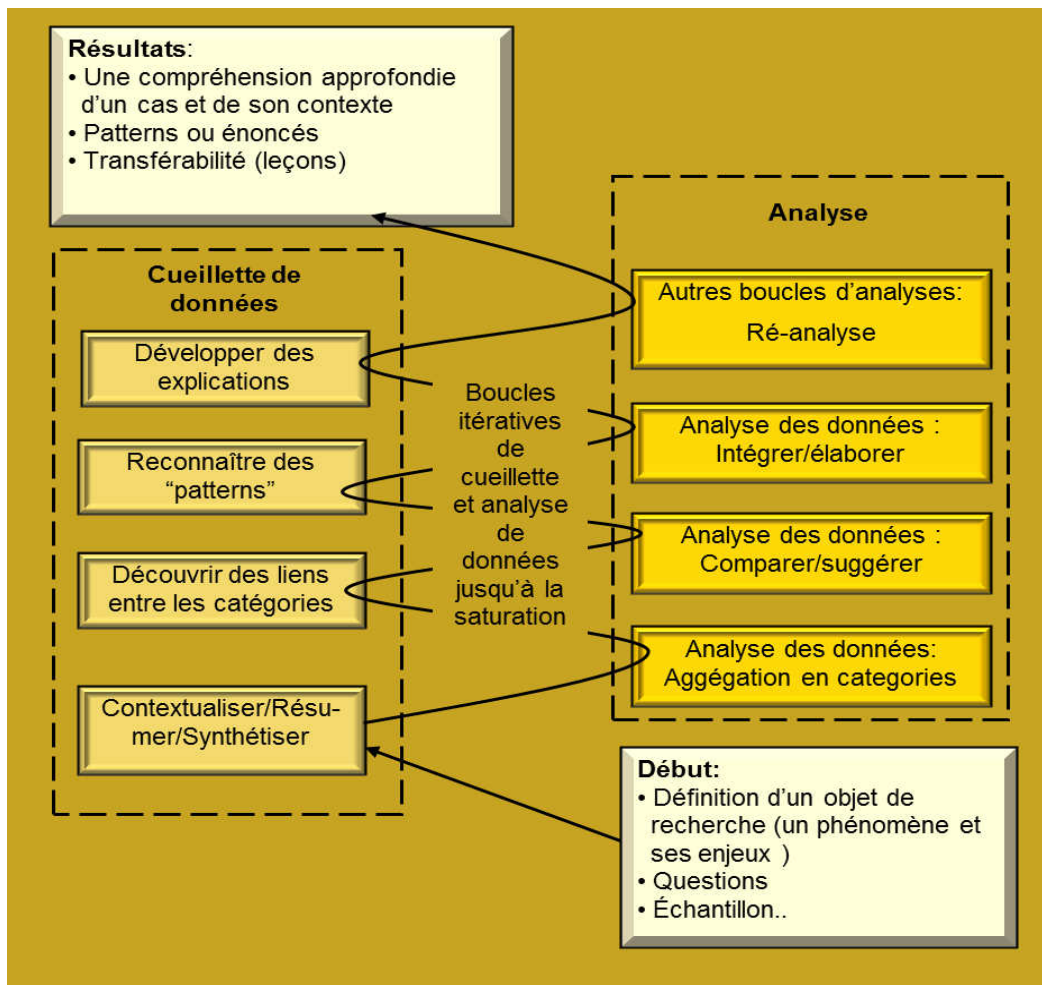 Résultats:
• Une compréhension approfondie
d'un cas et de son contexte
• Patterns ou énoncés
• Transférabilité (leçons)
Cueillette de
données
Développer des
explications
Reconnaître des
“patterns”
Découvrir des liens
entre les catégories
Contextualiser/Résu-
mer/Synthétiser
Boucles
itératives
de
cueillette
et analyse
de
données
jusqu'à la
saturation
Analyse
Autres boucles d'analyses:
Ré-analyse
Analyse des données :
Intégrer/élaborer
Analyse des données :
Comparer/suggérer
Analyse des données:
Aggégation en categories
Début:
• Définition d'un objet de
recherche (un phénomène et
ses enjeux )
• Questions
• Échantillon..